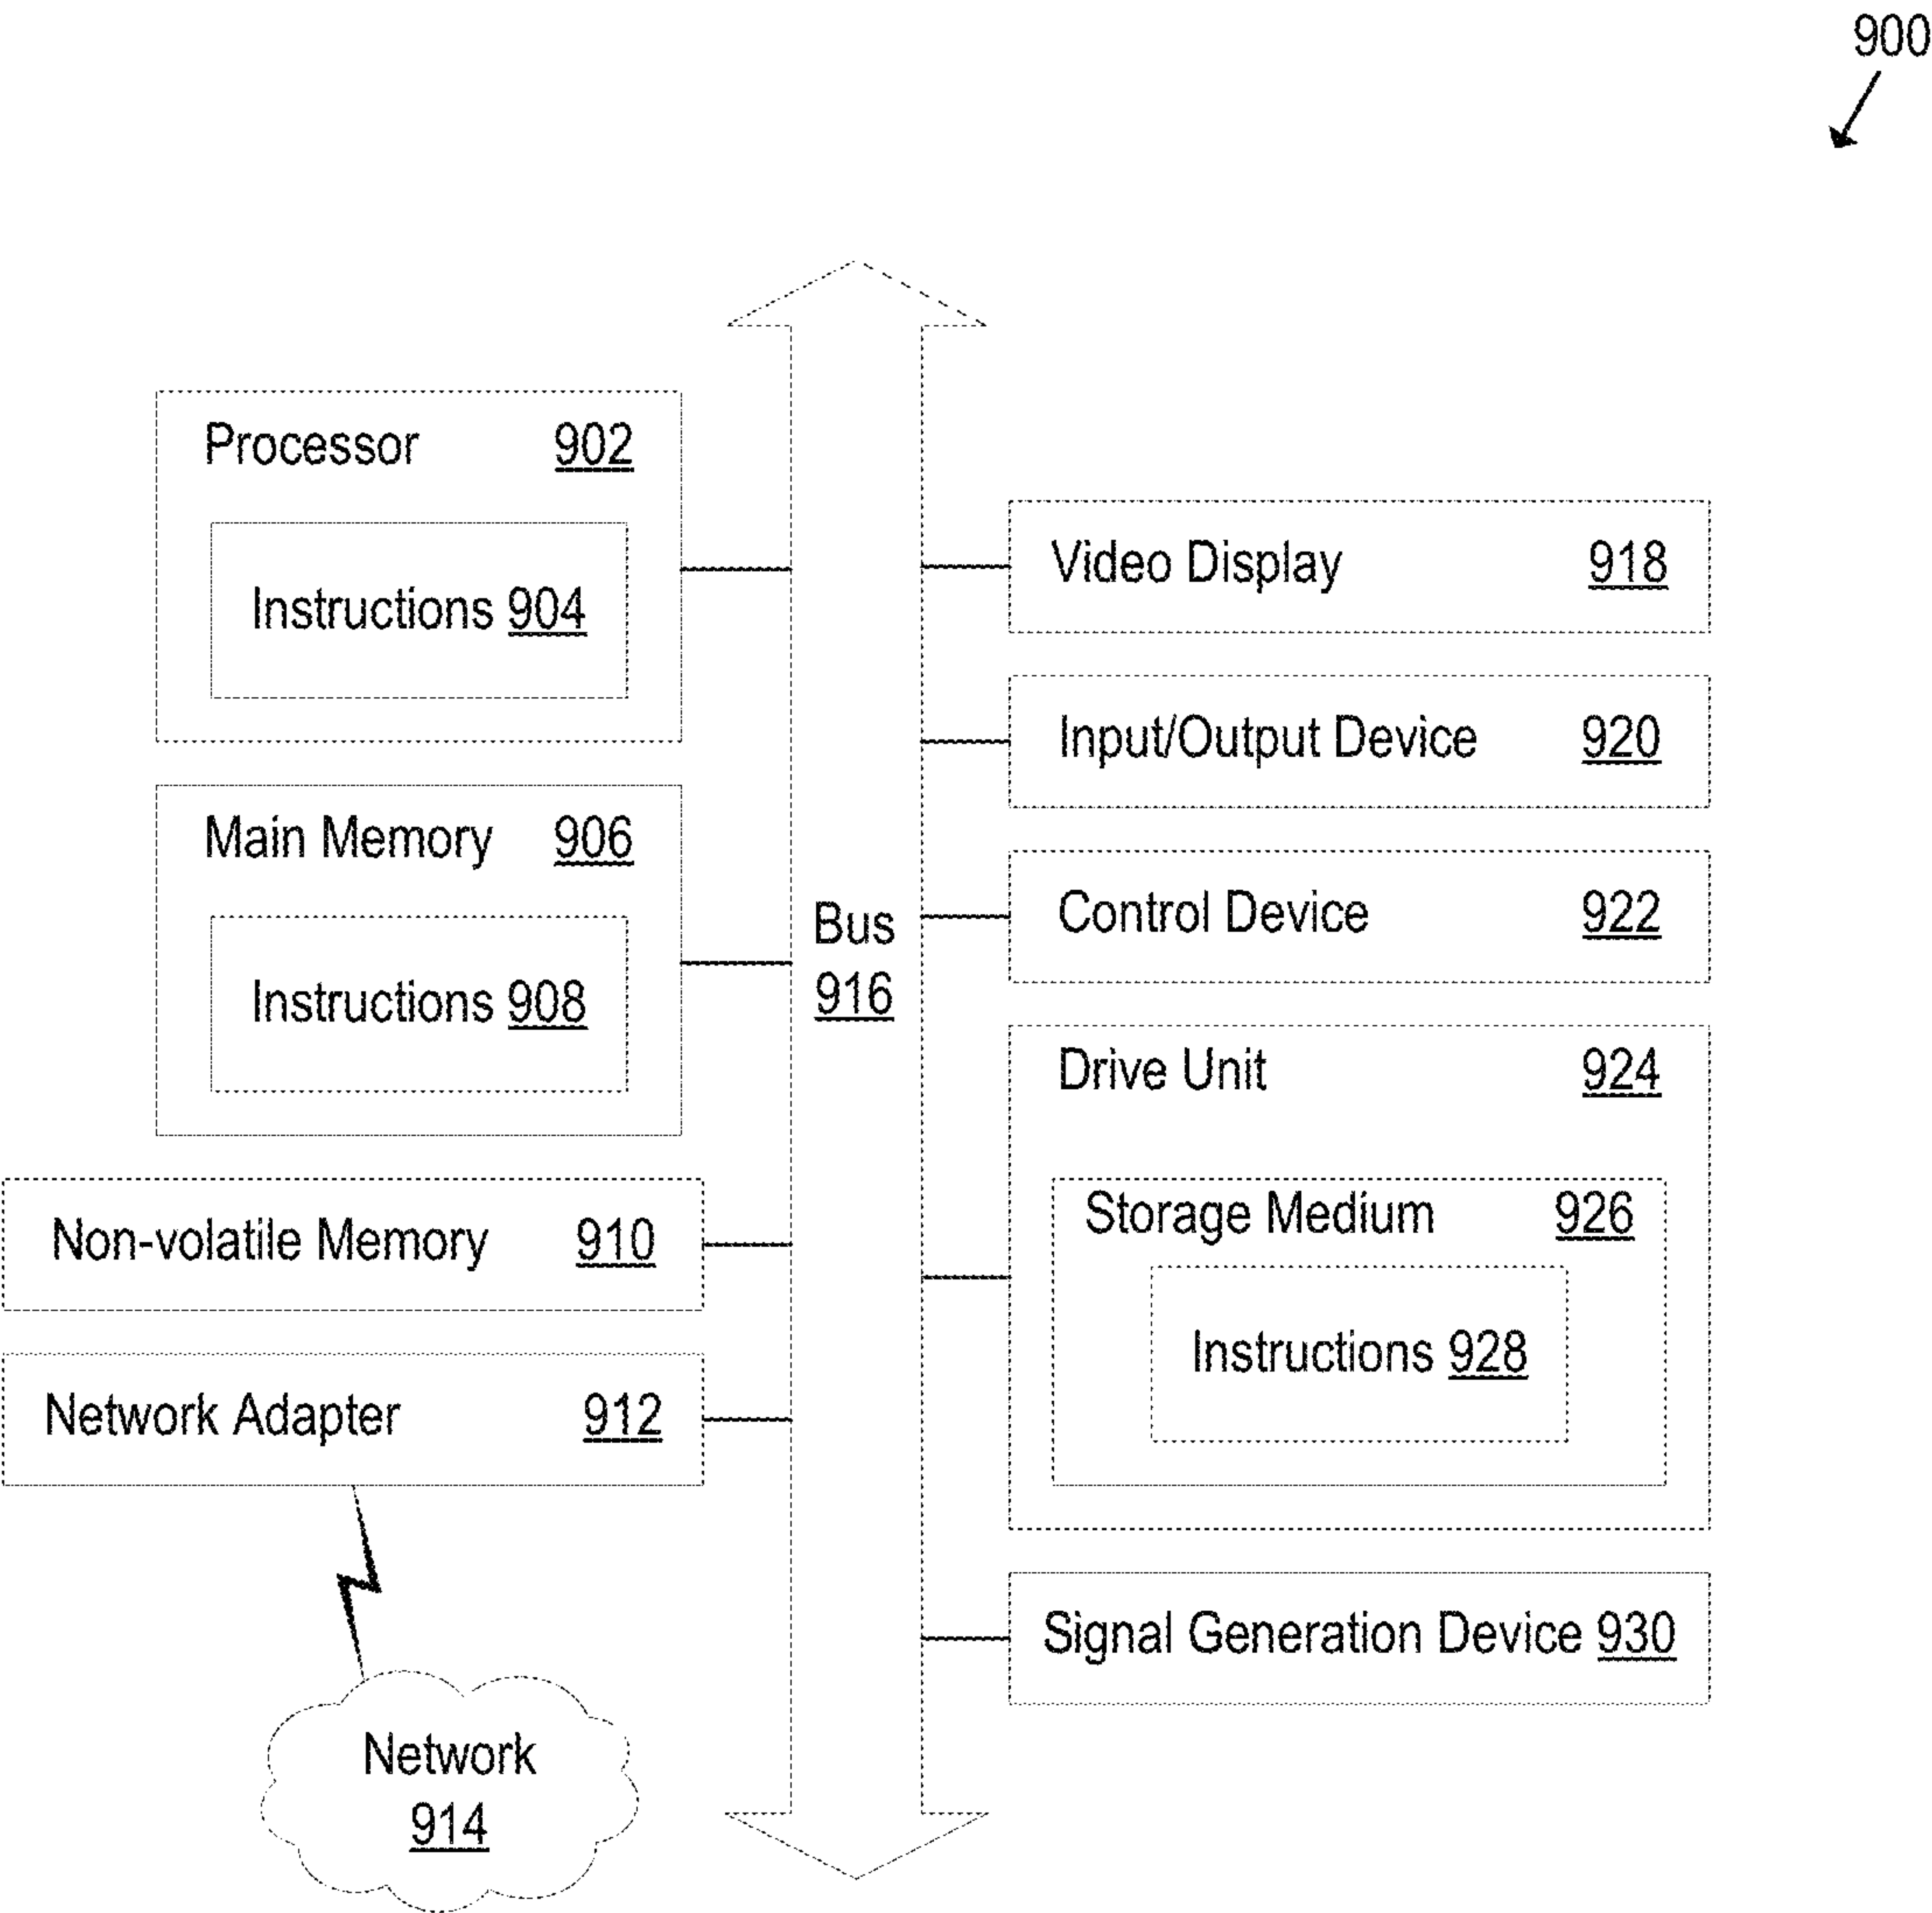 900
Processor 902
Instructions 904
Main Memory 906
Instructions 908
Non-volatile Memory 910
Network Adapter 912
Network
914
Bus
916
Video Display 918
Input/Output Device 920
Control Device 922
Drive Unit 924
Storage Medium 926
Instructions 928
Signal Generation Device 930